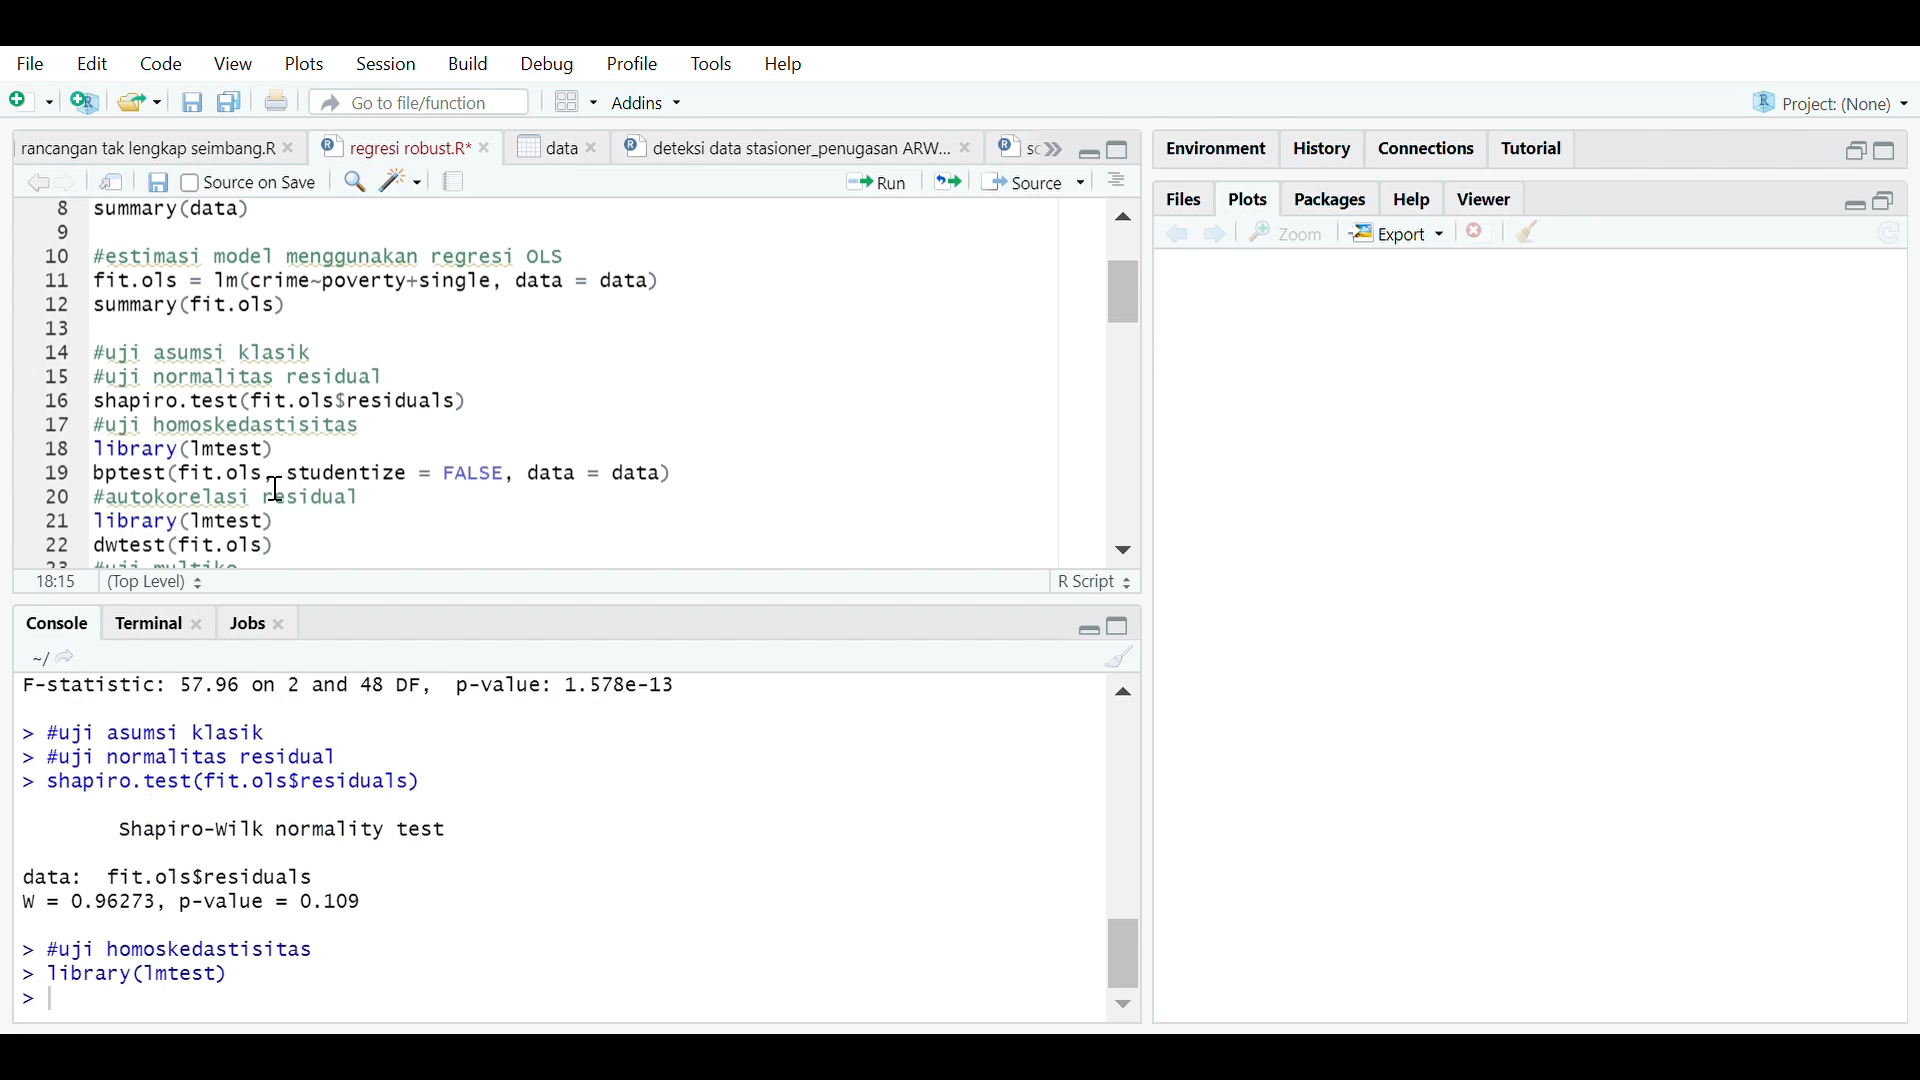 File Edit Code View Plots Session Build Debug Profile Tools Help
Go to file/function Addins Project: (None)
rancangan tak lengkap seimbang.R regresi robust.R* data deteksi data stasioner_penugasan ARW... sc
Source on Save Run Source
8 summary(data)
9
10 #estimasi model menggunakan regresi OLS
11 fit.ols = lm(crime~poverty+single, data = data)
12 summary(fit.ols)
13
14 #uji asumsi klasik
15 #uji normalitas residual
16 shapiro.test(fit.ols$residuals)
17 #uji homoskedastisitas
18 library(lmtest)
19 bptest(fit.ols, studentize = FALSE, data = data)
20 #autokorelasi residual
21 library(lmtest)
22 dwtest(fit.ols)
23 #uji multiko
18:15 (Top Level) R Script
Console Terminal Jobs
~/
F-statistic: 57.96 on 2 and 48 DF, p-value: 1.578e-13
> #uji asumsi klasik
> #uji normalitas residual
> shapiro.test(fit.ols$residuals)
Shapiro-Wilk normality test
data: fit.ols$residuals
W = 0.96273, p-value = 0.109
> #uji homoskedastisitas
> library(lmtest)
>
Environment History Connections Tutorial
Files Plots Packages Help Viewer
Zoom Export